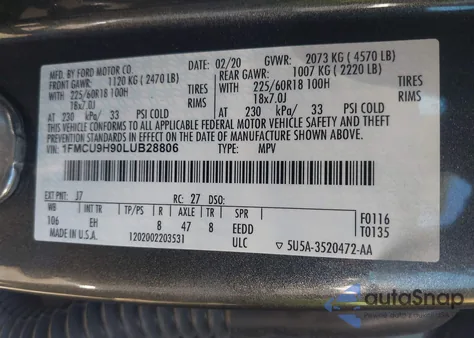 MFD. BY FORD MOTOR CO. 02/20 GVWR: 2073 KG ( 4570 LB)
FRONT GAWR: 1120 KG ( 2470 LB) REAR GAWR: 1007 KG ( 2220 LB)
WITH 225/60R18 100H TIRES WITH 225/60R18 100H TIRES
18x7.0J RIMS 18x7.0J RIMS
AT 230 kPa/ 33 PSI COLD AT 230 kPa/ 33 PSI COLD
THIS VEHICLE CONFORMS TO ALL APPLICABLE FEDERAL MOTOR VEHICLE SAFETY AND THEFT PREVENTION
STANDARDS IN EFFECT ON THE DATE OF MANUFACTURE SHOWN ABOVE.
VIN: 1FMCU9H90LUB28806 TYPE: MPV
EXT PNT: J7 RC: 27 DSO:
WB INT TR TP/PS R AXLE TR SPR
106 EH 8 47 8 EEDD F0116
MADE IN U.S.A. 1202002203531 ULC T0135
5U5A-3520472-AA
autoSnap